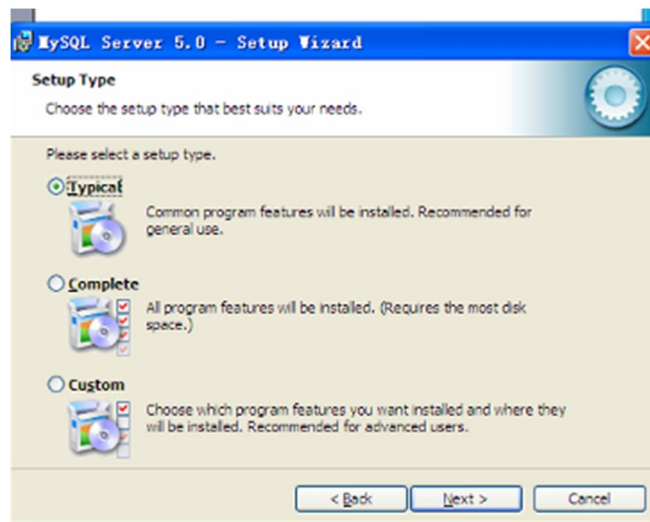 MySQL Server 5.0 - Setup Wizard
Setup Type
Choose the setup type that best suits your needs.
Please select a setup type.
Typical
Common program features will be installed. Recommended for
general use.
Complete
All program features will be installed. (Requires the most disk
space.)
Custom
Choose which program features you want installed and where they
will be installed. Recommended for advanced users.
< Back
Next >
Cancel